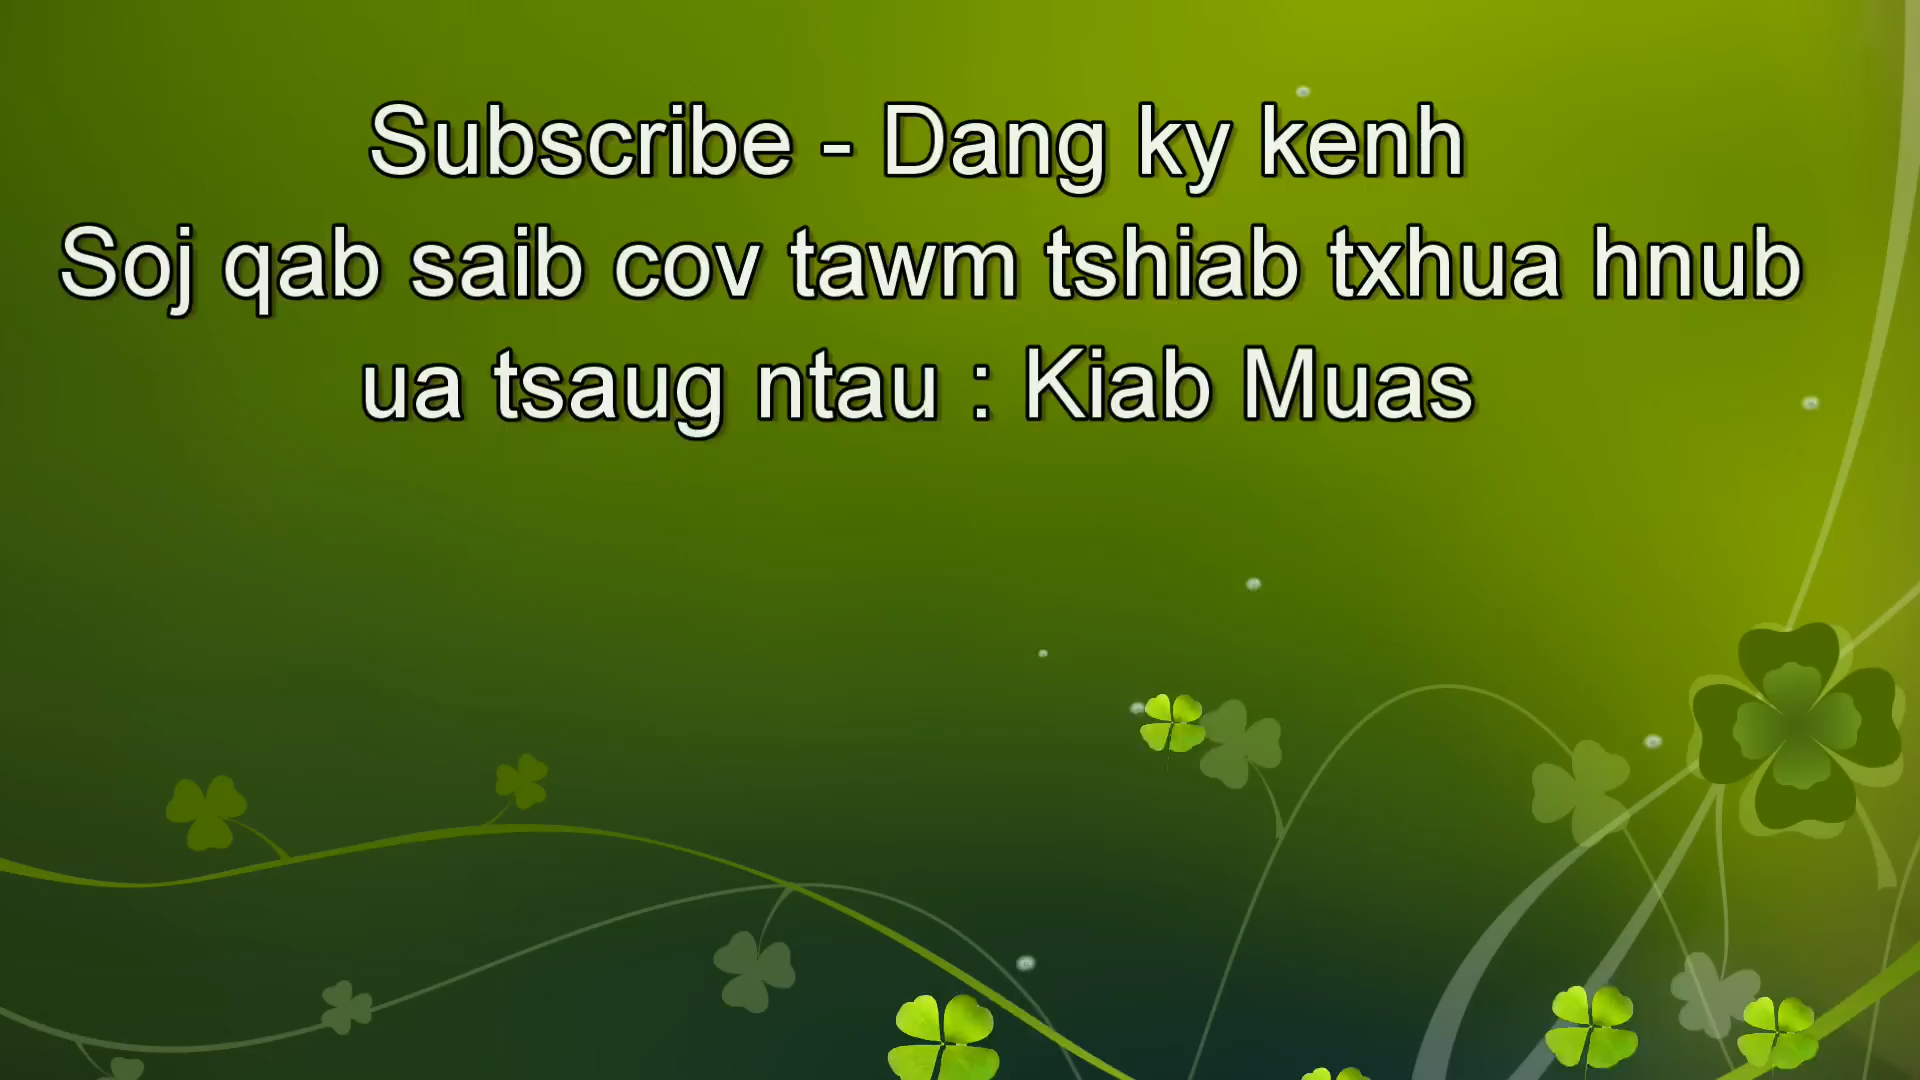 Subscribe - Dang ky kenh
Soj qab saib cov tawm tshiab txhua hnub
ua tsaug ntau : Kiab Muas